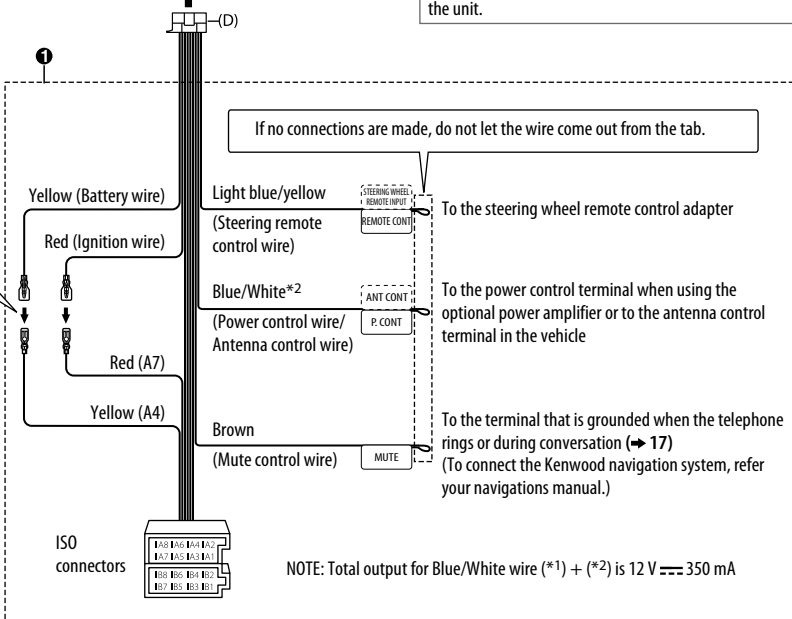 the unit.
(D)
1
If no connections are made, do not let the wire come out from the tab.
Yellow (Battery wire)
Red (Ignition wire)
Red (A7)
Yellow (A4)
Light blue/yellow
(Steering remote
control wire)
STEERING WHEEL
REMOTE INPUT
REMOTE CONT
To the steering wheel remote control adapter
Blue/White*2
(Power control wire/
Antenna control wire)
ANT CONT
P. CONT
To the power control terminal when using the
optional power amplifier or to the antenna control
terminal in the vehicle
Brown
(Mute control wire)
MUTE
To the terminal that is grounded when the telephone
rings or during conversation (➜ 17)
(To connect the Kenwood navigation system, refer
your navigations manual.)
ISO
connectors
A8 A6 A4 A2
A7 A5 A3 A1
B8 B6 B4 B2
B7 B5 B3 B1
NOTE: Total output for Blue/White wire (*1) + (*2) is 12 V ⎓ 350 mA